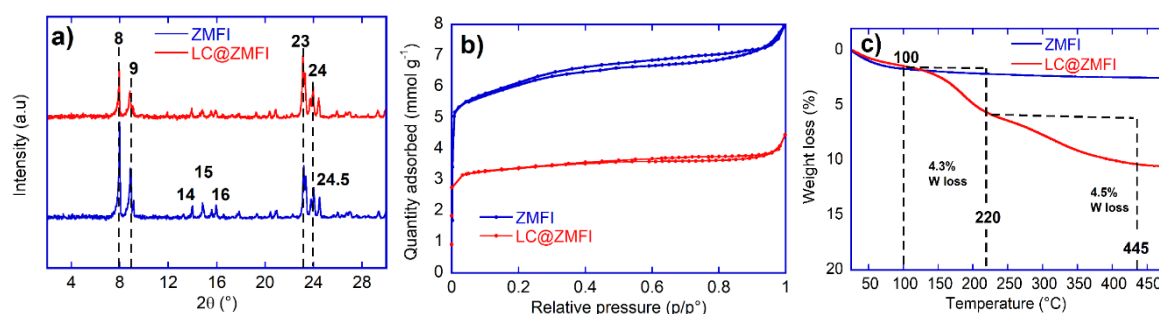 a)
ZMFI
LC@ZMFI
8
9
23
24
14
15
16
24.5
Intensity (a.u)
2 8 12 16 20 24 28
2θ (°)
b)
ZMFI
LC@ZMFI
Quantity adsorbed (mmol g⁻¹)
8
7
6
5
4
3
2
1
0
0 0.2 0.4 0.6 0.8 1
Relative pressure (p/p°)
c)
ZMFI
LC@ZMFI
100
4.3%
W loss
220
4.5%
W loss
445
Weight loss (%)
0
5
10
15
20
50 100 150 200 250 300 350 400 450
Temperature (°C)